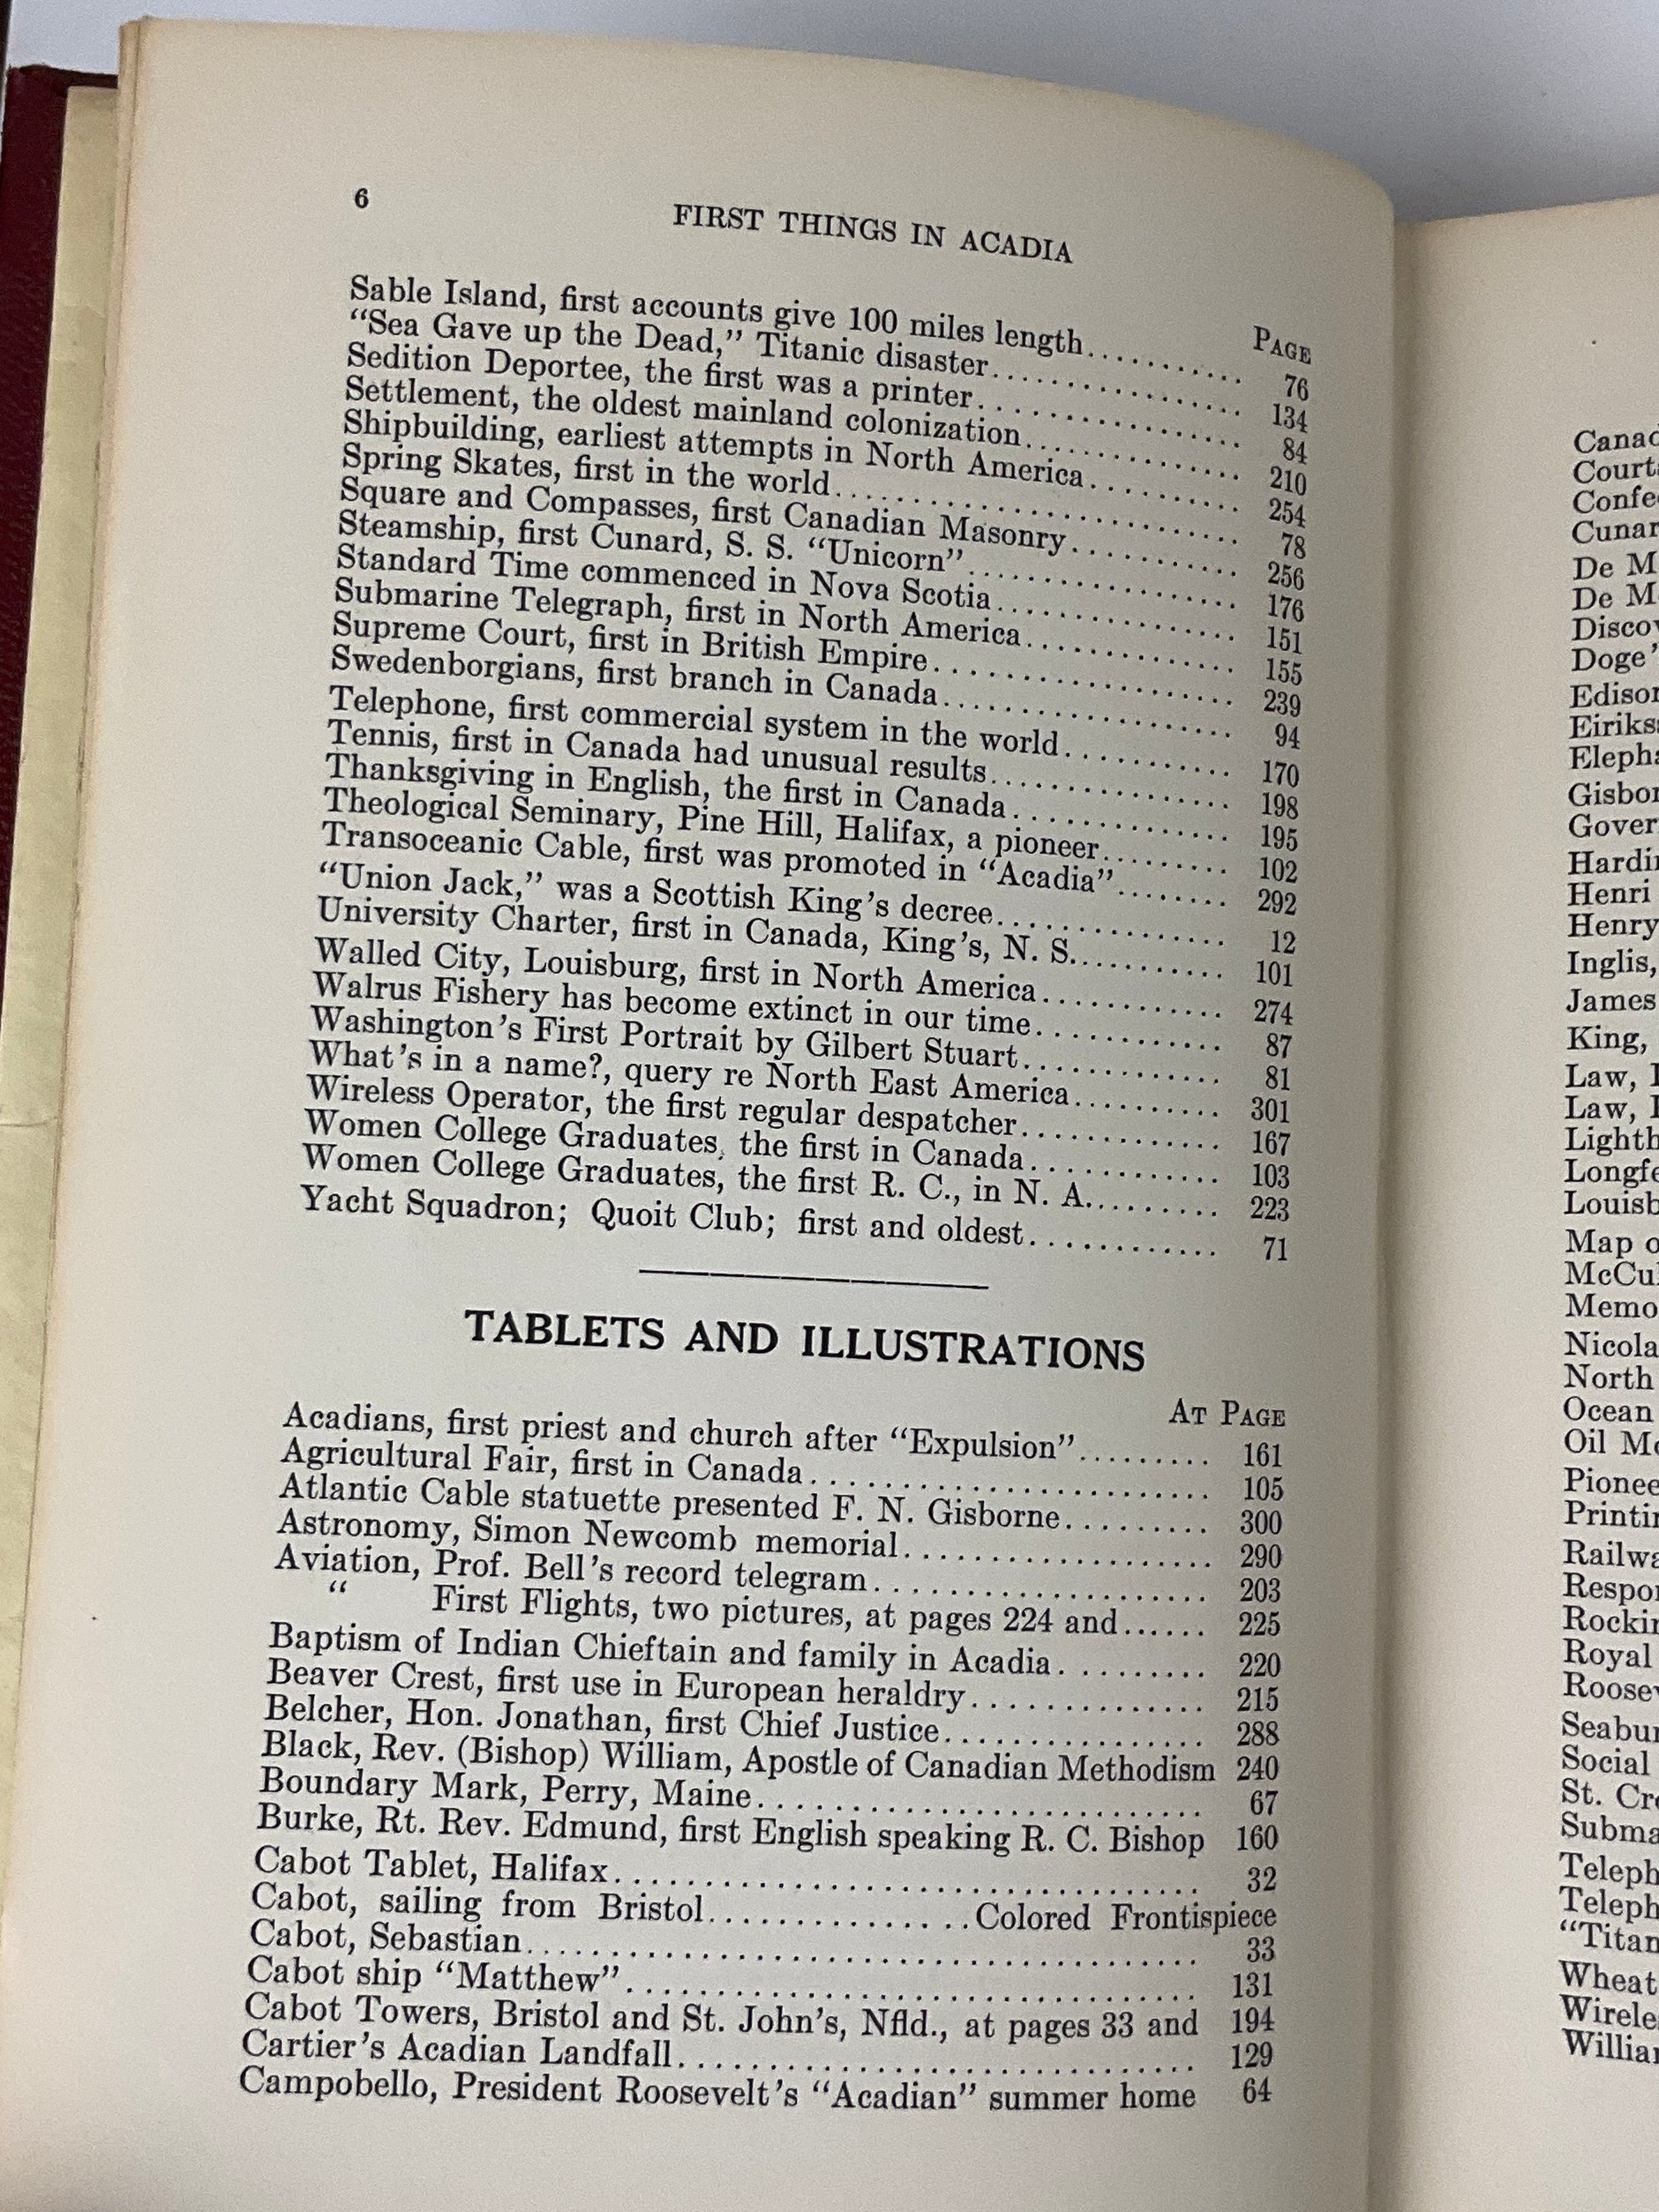 6 FIRST THINGS IN ACADIA
PAGE
Sable Island, first accounts give 100 miles length.......... 76
"Sea Gave up the Dead," Titanic disaster................ 134
Sedition Deportee, the first was a printer................ 84
Settlement, the oldest mainland colonization............. 210
Shipbuilding, earliest attempts in North America......... 254
Spring Skates, first in the world........................ 78
Square and Compasses, first Canadian Masonry.......... 256
Steamship, first Cunard, S. S. "Unicorn"................. 176
Standard Time commenced in Nova Scotia............... 151
Submarine Telegraph, first in North America............. 155
Supreme Court, first in British Empire................... 239
Swedenborgians, first branch in Canada.................. 94
Telephone, first commercial system in the world........... 170
Tennis, first in Canada had unusual results................ 198
Thanksgiving in English, the first in Canada.............. 195
Theological Seminary, Pine Hill, Halifax, a pioneer......... 102
Transoceanic Cable, first was promoted in "Acadia"........ 292
"Union Jack," was a Scottish King's decree............... 12
University Charter, first in Canada, King's, N. S........... 101
Walled City, Louisburg, first in North America............ 274
Walrus Fishery has become extinct in our time............ 87
Washington's First Portrait by Gilbert Stuart............. 81
What's in a name?, query re North East America.......... 301
Wireless Operator, the first regular despatcher............. 167
Women College Graduates, the first in Canada............ 103
Women College Graduates, the first R. C., in N. A.......... 223
Yacht Squadron; Quoit Club; first and oldest............. 71
TABLETS AND ILLUSTRATIONS
AT PAGE
Acadians, first priest and church after "Expulsion"......... 161
Agricultural Fair, first in Canada........................ 105
Atlantic Cable statuette presented F. N. Gisborne......... 300
Astronomy, Simon Newcomb memorial.................. 290
Aviation, Prof. Bell's record telegram.................... 203
" First Flights, two pictures, at pages 224 and...... 225
Baptism of Indian Chieftain and family in Acadia.......... 220
Beaver Crest, first use in European heraldry............... 215
Belcher, Hon. Jonathan, first Chief Justice................ 288
Black, Rev. (Bishop) William, Apostle of Canadian Methodism 240
Boundary Mark, Perry, Maine.......................... 67
Burke, Rt. Rev. Edmund, first English speaking R. C. Bishop 160
Cabot Tablet, Halifax................................. 32
Cabot, sailing from Bristol...............Colored Frontispiece
Cabot, Sebastian..................................... 33
Cabot ship "Matthew"................................ 131
Cabot Towers, Bristol and St. John's, Nfld., at pages 33 and 194
Cartier's Acadian Landfall............................. 129
Campobello, President Roosevelt's "Acadian" summer home 64
De M
De M
Henri
Henry
Inglis,
James
King,
Law,
Law,
Map
North
Ocean
Oil
Royal
Social
St.
Wheat